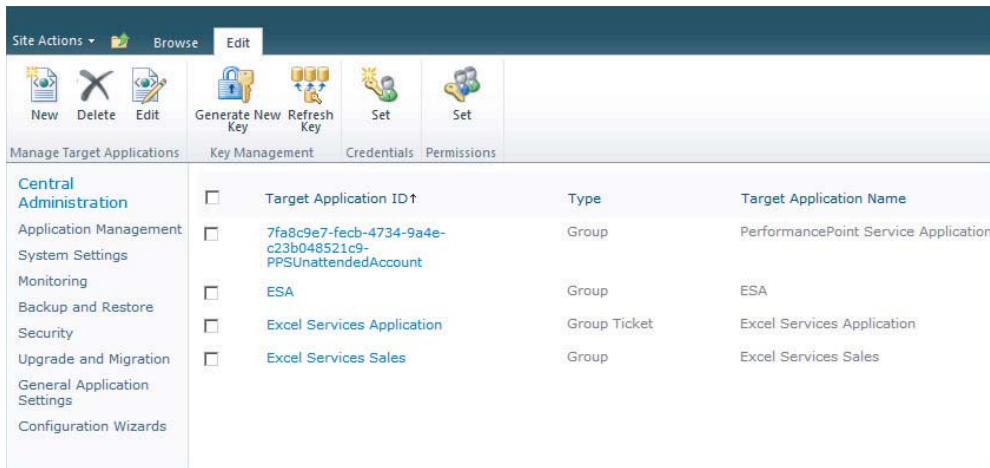 Site Actions Browse Edit
New Delete Edit Generate New Key Refresh Key Set Set
Manage Target Applications Key Management Credentials Permissions
Central Administration
Application Management
System Settings
Monitoring
Backup and Restore
Security
Upgrade and Migration
General Application Settings
Configuration Wizards
Target Application ID↑ Type Target Application Name
7fa8c9e7-fecb-4734-9a4e-
c23b048521c9-
PPSUnattendedAccount Group PerformancePoint Service Application
ESA Group ESA
Excel Services Application Group Ticket Excel Services Application
Excel Services Sales Group Excel Services Sales